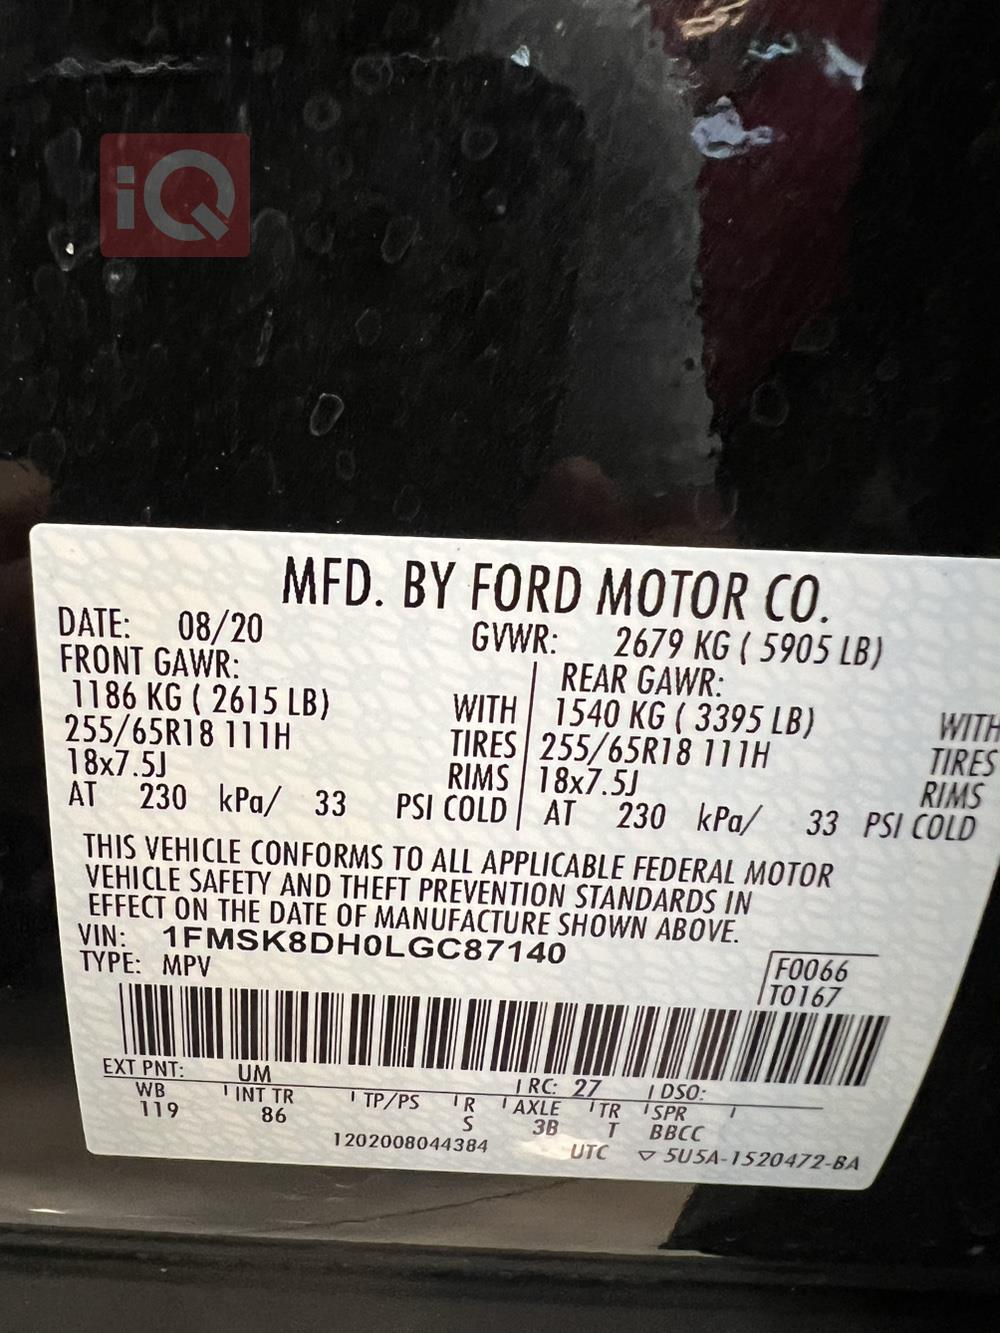 iQ
MFD. BY FORD MOTOR CO.
DATE: 08/20 GVWR: 2679 KG ( 5905 LB)
FRONT GAWR: REAR GAWR:
1186 KG ( 2615 LB) WITH 1540 KG ( 3395 LB) WITH
255/65R18 111H TIRES 255/65R18 111H TIRES
18x7.5J RIMS 18x7.5J RIMS
AT 230 kPa/ 33 PSI COLD AT 230 kPa/ 33 PSI COLD
THIS VEHICLE CONFORMS TO ALL APPLICABLE FEDERAL MOTOR
VEHICLE SAFETY AND THEFT PREVENTION STANDARDS IN
EFFECT ON THE DATE OF MANUFACTURE SHOWN ABOVE.
VIN: 1FMSK8DH0LGC87140
TYPE: MPV F0066
T0167
EXT PNT: UM RC: 27 DSO:
WB INT TR TP/PS R AXLE TR SPR
119 86 S 3B T BBCC
1202008044384 UTC ▽ 5U5A-1520472-BA